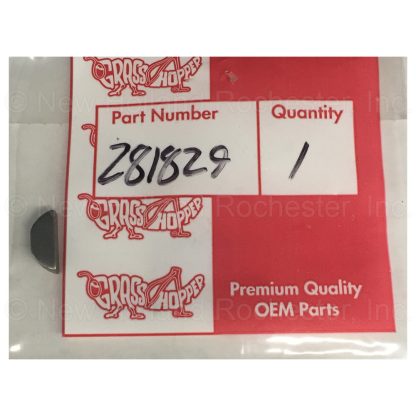 GRASSHOPPER
Part Number Quantity
281829 1
GRASSHOPPER
GRASSHOPPER
Premium Quality
OEM Parts